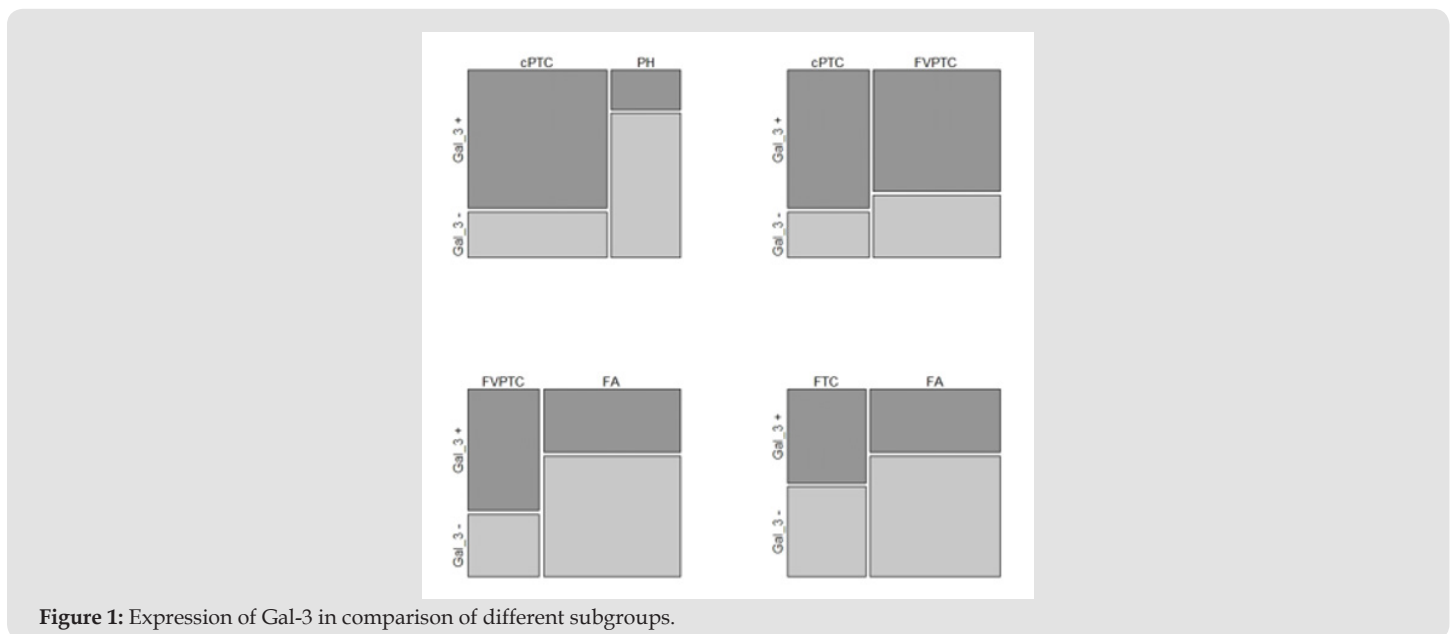 cPTC PH
Gal_3 +
Gal_3 -
cPTC FVPTC
Gal_3 +
Gal_3 -
FVPTC FA
Gal_3 +
Gal_3 -
FTC FA
Gal_3 +
Gal_3 -
Figure 1: Expression of Gal-3 in comparison of different subgroups.